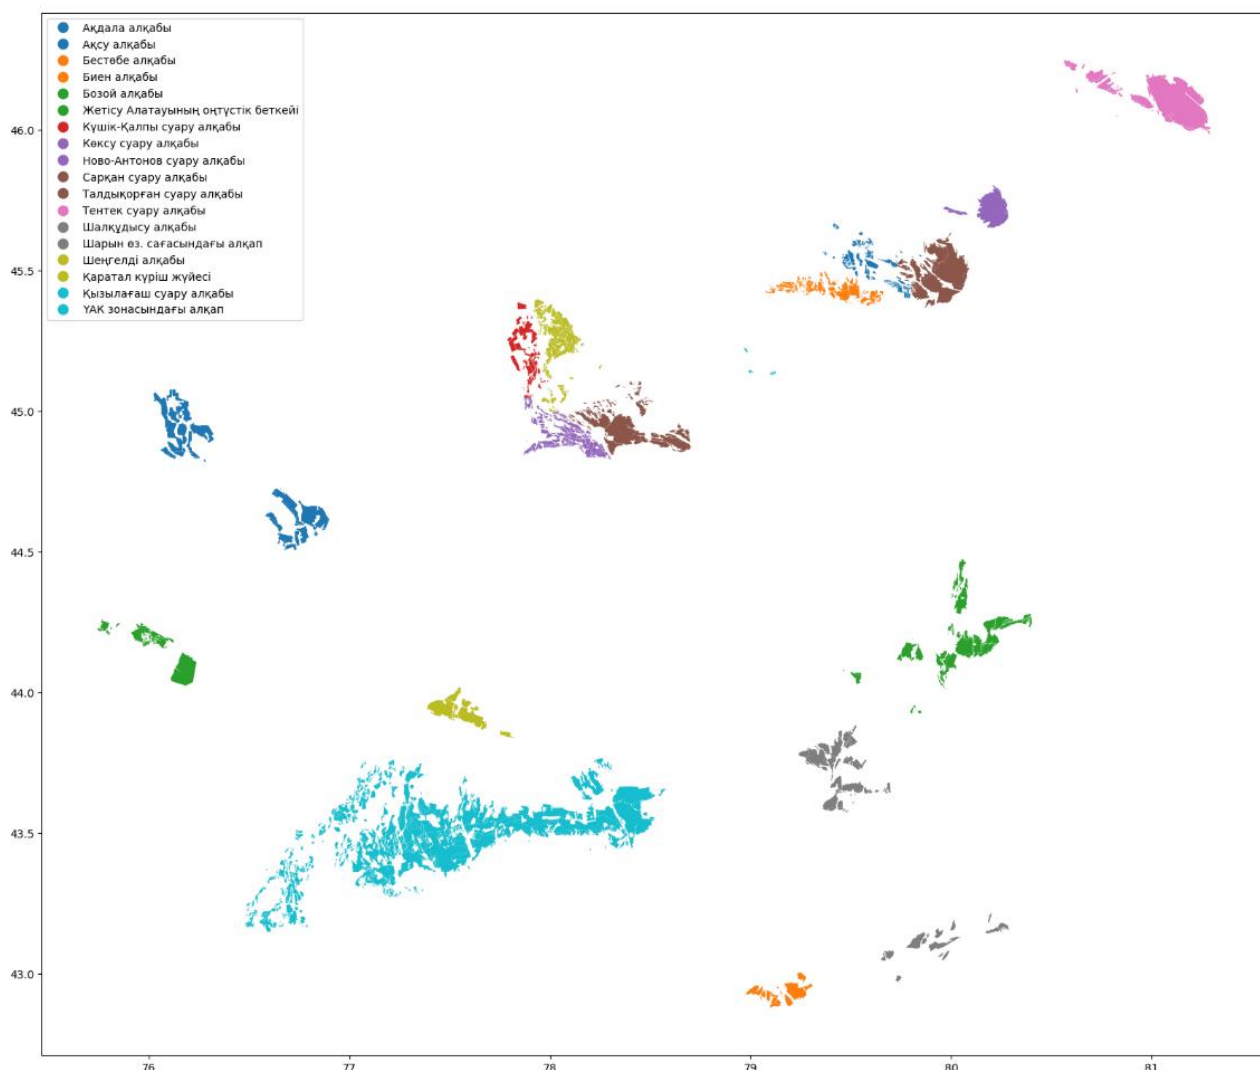 Ақдала алқабы
Ақсу алқабы
Бестөбе алқабы
Биен алқабы
Бозой алқабы
Жетісу Алатауының оңтүстік беткейі
Күшік-Қалпы суару алқабы
Көксу суару алқабы
Ново-Антонов суару алқабы
Сарқан суару алқабы
Талдықорған суару алқабы
Тентек суару алқабы
Шалқұдысу алқабы
Шарын өз. сағасындағы алқап
Шеңгелді алқабы
Қаратал күріш жүйесі
Қызылағаш суару алқабы
ҮАК зонасындағы алқап
46.0
45.5
45.0
44.5
44.0
43.5
43.0
76 77 78 79 80 81